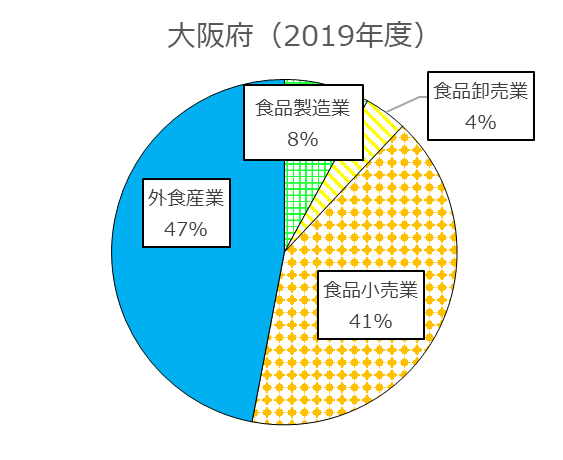 大阪府（2019年度）
食品製造業
8%
食品卸売業
4%
外食産業
47%
食品小売業
41%